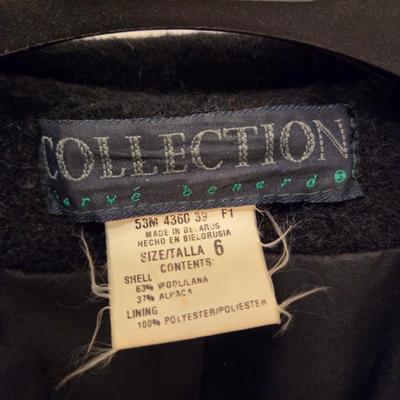 COLLECTION
harvé benard®
53M 4360 39 F1
MADE IN BELARUS
HECHO EN BIELORUSIA
SIZE/TALLA 6
CONTENTS:
SHELL
63% WOOL/LANA
37% ALPACA
LINING
100% POLYESTER/POLIESTER